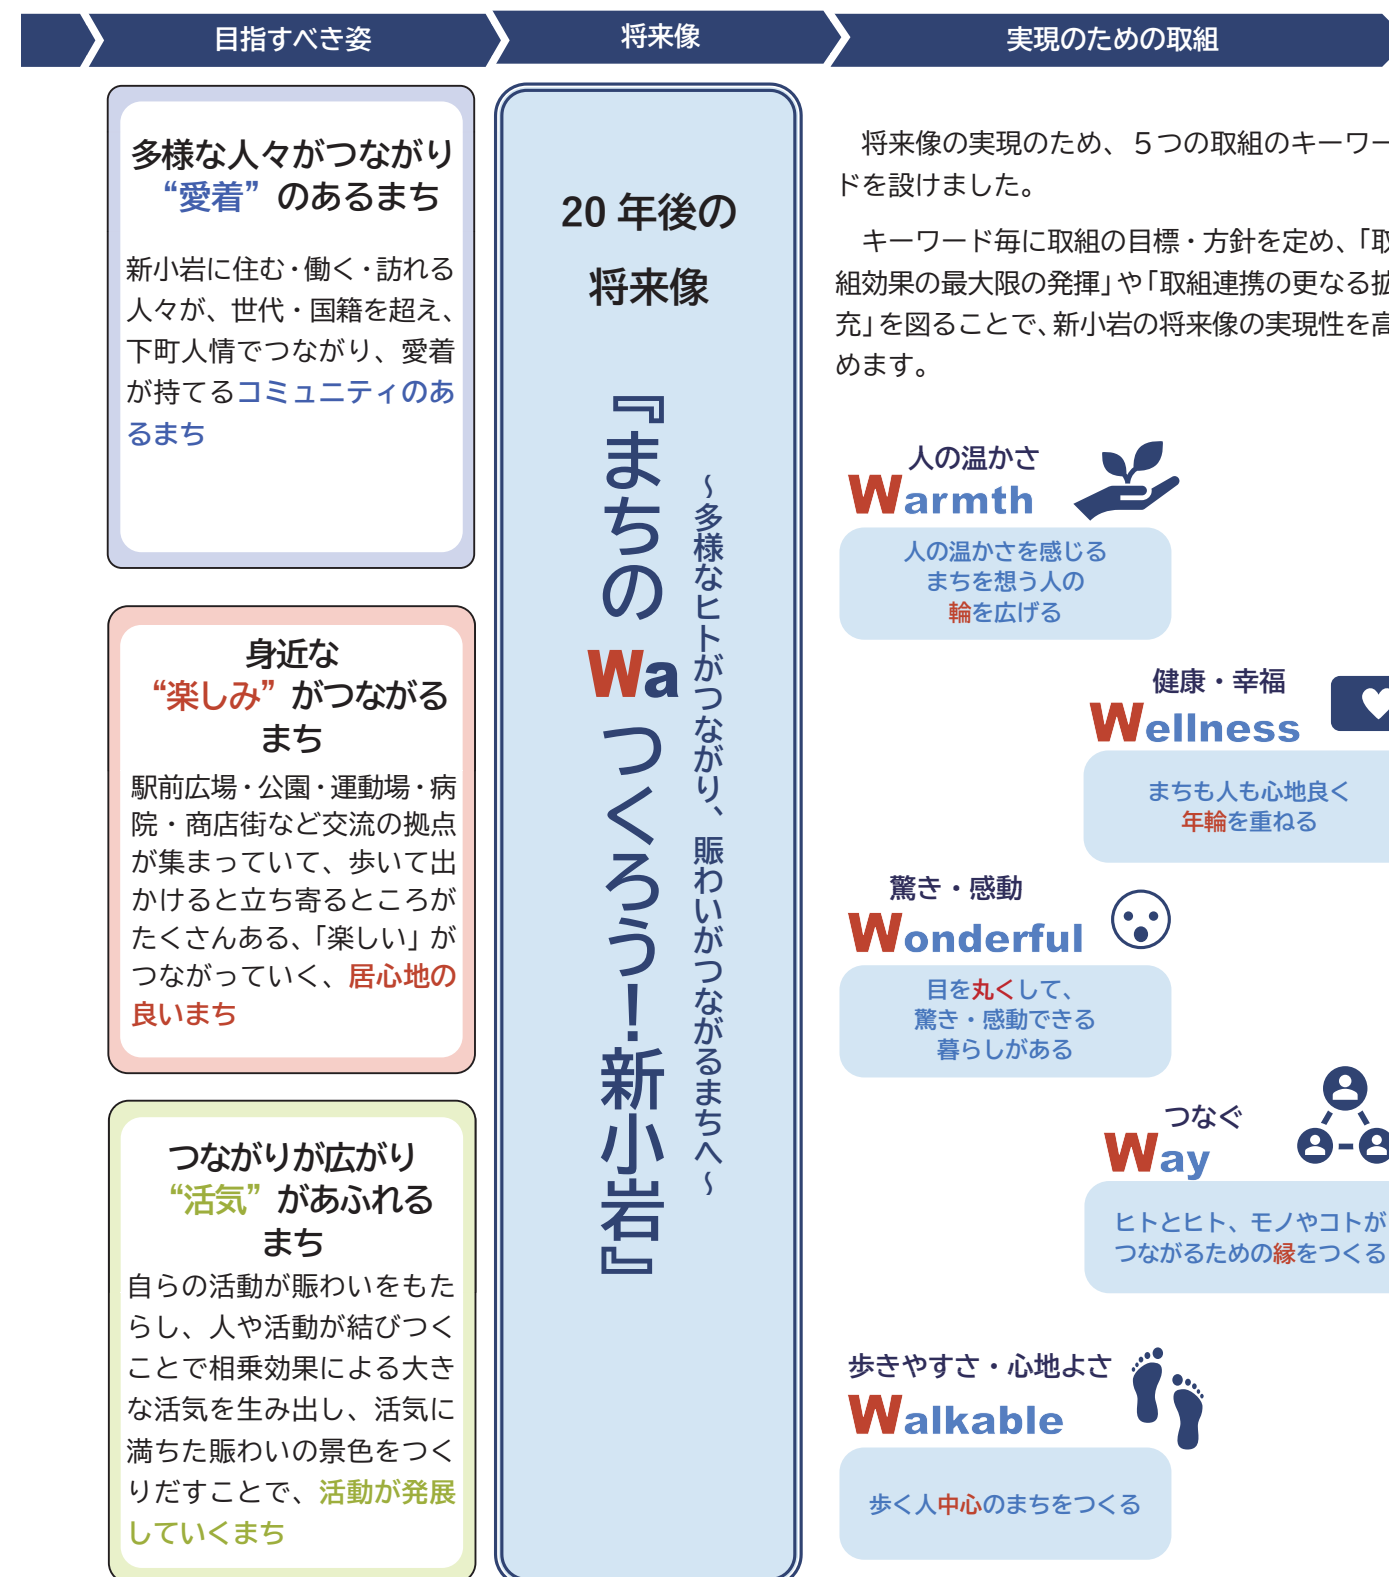 目指すべき姿
将来像
実現のための取組
多様な人々がつながり
“愛着”のあるまち
新小岩に住む・働く・訪れる
人々が、世代・国籍を超え、
下町人情でつながり、愛着
が持てるコミュニティのあ
るまち
身近な
“楽しみ”がつながる
まち
駅前広場・公園・運動場・病
院・商店街など交流の拠点
が集まっていて、歩いて出
かけると立ち寄るところが
たくさんある、「楽しい」が
つながっていく、居心地の
良いまち
つながりが広がり
“活気”があふれる
まち
自らの活動が賑わいをもた
らし、人や活動が結びつく
ことで相乗効果による大き
な活気を生み出し、活気に
満ちた賑わいの景色をつく
りだすことで、活動が発展
していくまち
20年後の
将来像
『まちのWaつくろう！新小岩』
～多様なヒトがつながり、賑わいがつながるまちへ～
将来像の実現のため、５つの取組のキーワー
ドを設けました。
キーワード毎に取組の目標・方針を定め、「取
組効果の最大限の発揮」や「取組連携の更なる拡
充」を図ることで、新小岩の将来像の実現性を高
めます。
人の温かさ
Warmth
人の温かさを感じる
まちを想う人の
輪を広げる
健康・幸福
Wellness
まちも人も心地良く
年輪を重ねる
驚き・感動
Wonderful
目を丸くして、
驚き・感動できる
暮らしがある
つなぐ
Way
ヒトとヒト、モノやコトが
つながるための縁をつくる
歩きやすさ・心地よさ
Walkable
歩く人中心のまちをつくる